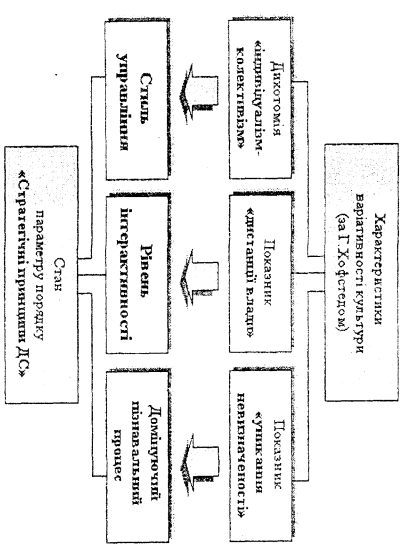 Характеристики
варіативності культури
(за Г.Хофстедом)
Дихотомія
«індивідуалізм-
колективізм»
Показник
«дистанції влади»
Показник
«уникання
невизначеності»
Стиль
управління
Рівень
інтерактивності
Домінуючий
пізнавальний
процес
Стан
параметру порядку
«Стратегічні принципи ДС»